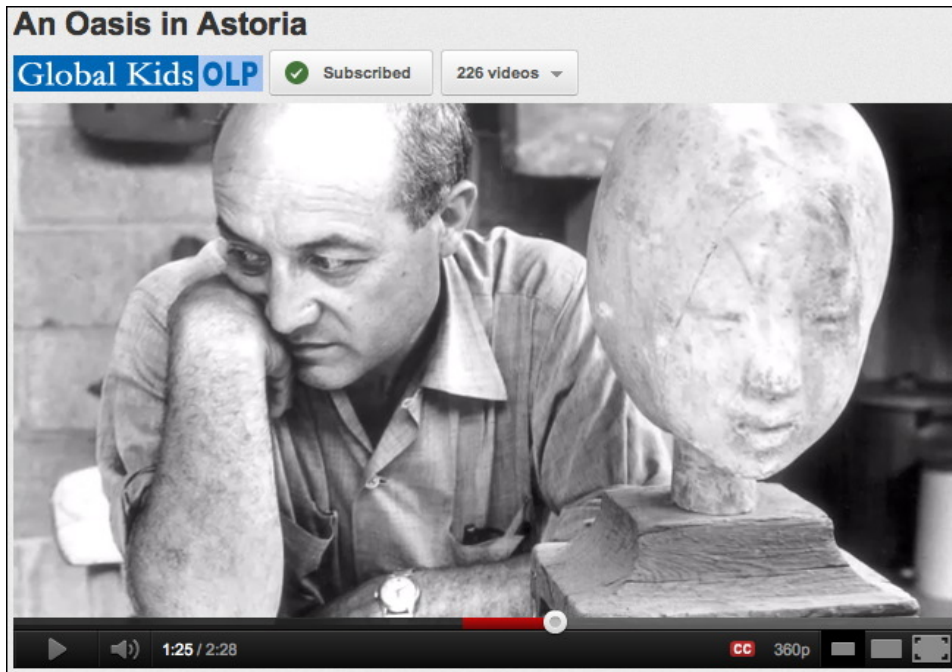 An Oasis in Astoria
Global Kids OLP Subscribed 226 videos
1:25 / 2:28 CC 360p